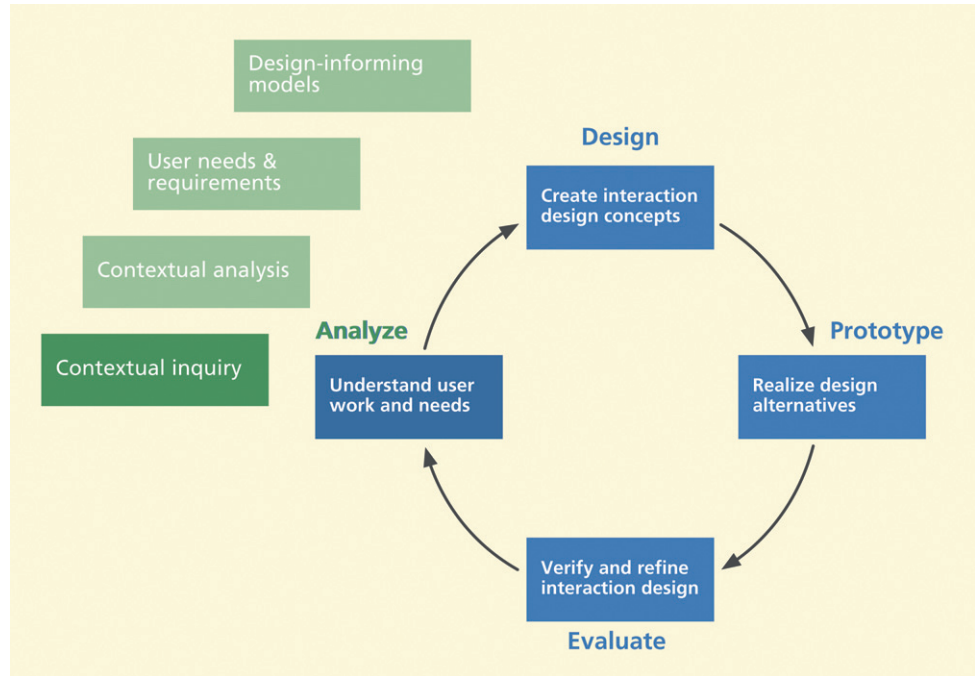 Design-informing
models
User needs &
requirements
Contextual analysis
Contextual inquiry
Design
Create interaction
design concepts
Analyze
Understand user
work and needs
Prototype
Realize design
alternatives
Verify and refine
interaction design
Evaluate